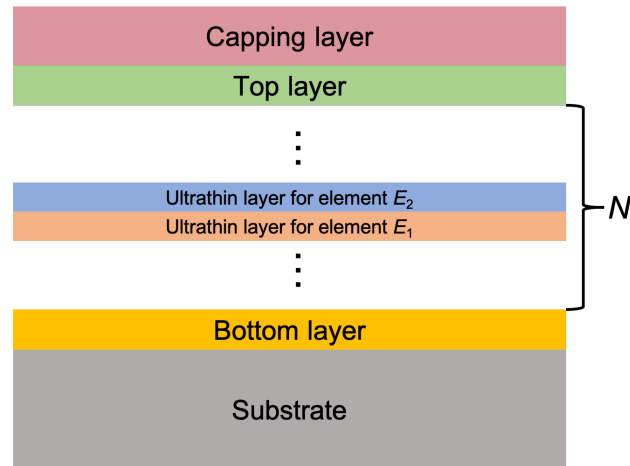 Capping layer
Top layer
⋮
Ultrathin layer for element E₂
Ultrathin layer for element E₁
⋮
N
Bottom layer
Substrate